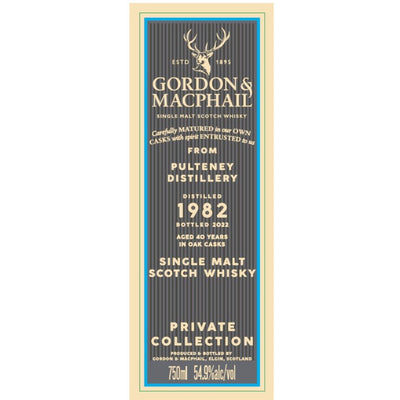 ESTD 1895
GORDON &
MACPHAIL
SINGLE MALT SCOTCH WHISKY
Carefully MATURED in our OWN
CASKS with spirit ENTRUSTED to us
FROM
PULTENEY
DISTILLERY
DISTILLED
1982
BOTTLED 2022
AGED 40 YEARS
IN OAK CASKS
SINGLE MALT
SCOTCH WHISKY
PRIVATE
COLLECTION
PRODUCED & BOTTLED BY
GORDON & MACPHAIL, ELGIN, SCOTLAND
750ml 54.9%alc/vol